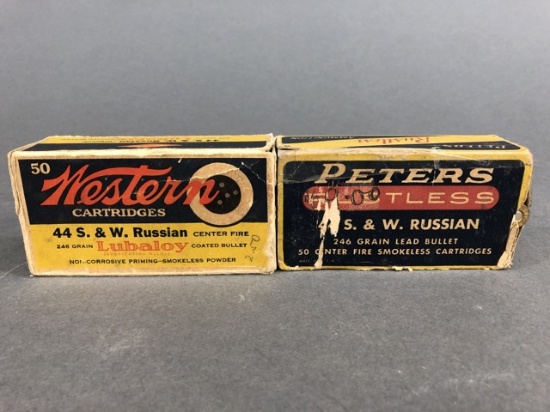 50
Western
CARTRIDGES
44 S. & W. Russian CENTER FIRE
246 GRAIN Lubaloy COATED BULLET
NON-CORROSIVE PRIMING-SMOKELESS POWDER
PETERS
TLESS
S. & W. RUSSIAN
246 GRAIN LEAD BULLET
50 CENTER FIRE SMOKELESS CARTRIDGES